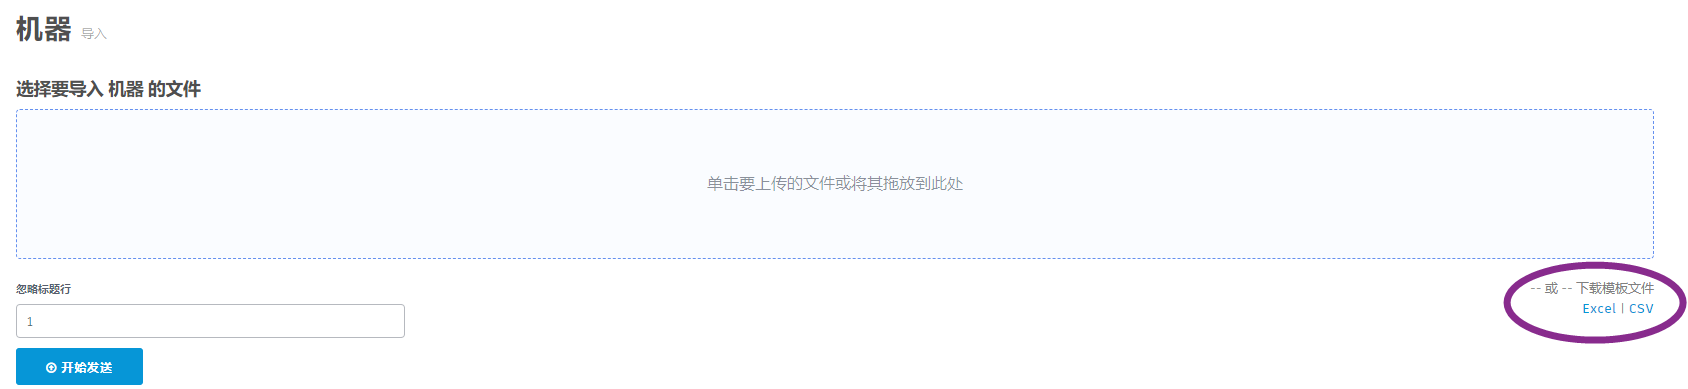 机器 导入
选择要导入 机器 的文件
单击要上传的文件或将其拖放到此处
忽略标题行
-- 或 -- 下载模板文件
Excel | CSV
1
开始发送